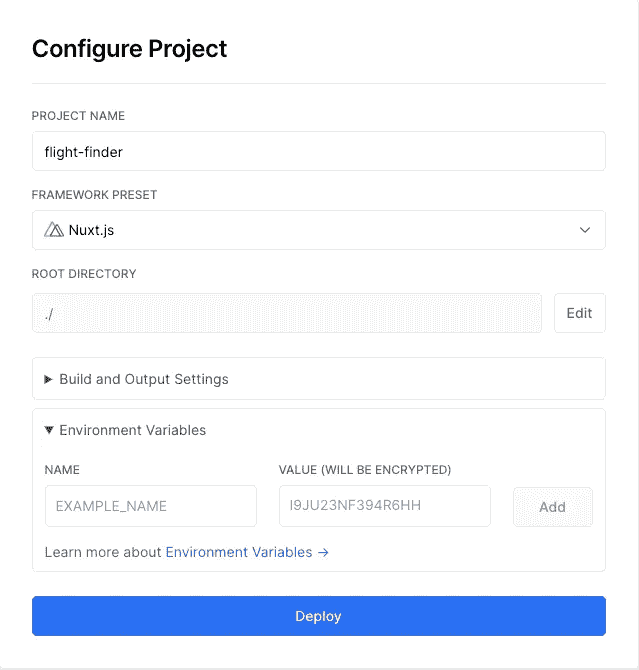 Configure Project
PROJECT NAME
flight-finder
FRAMEWORK PRESET
Nuxt.js
ROOT DIRECTORY
./
Edit
Build and Output Settings
Environment Variables
NAME VALUE (WILL BE ENCRYPTED)
EXAMPLE_NAME I9JU23NF394R6HH Add
Learn more about Environment Variables →
Deploy